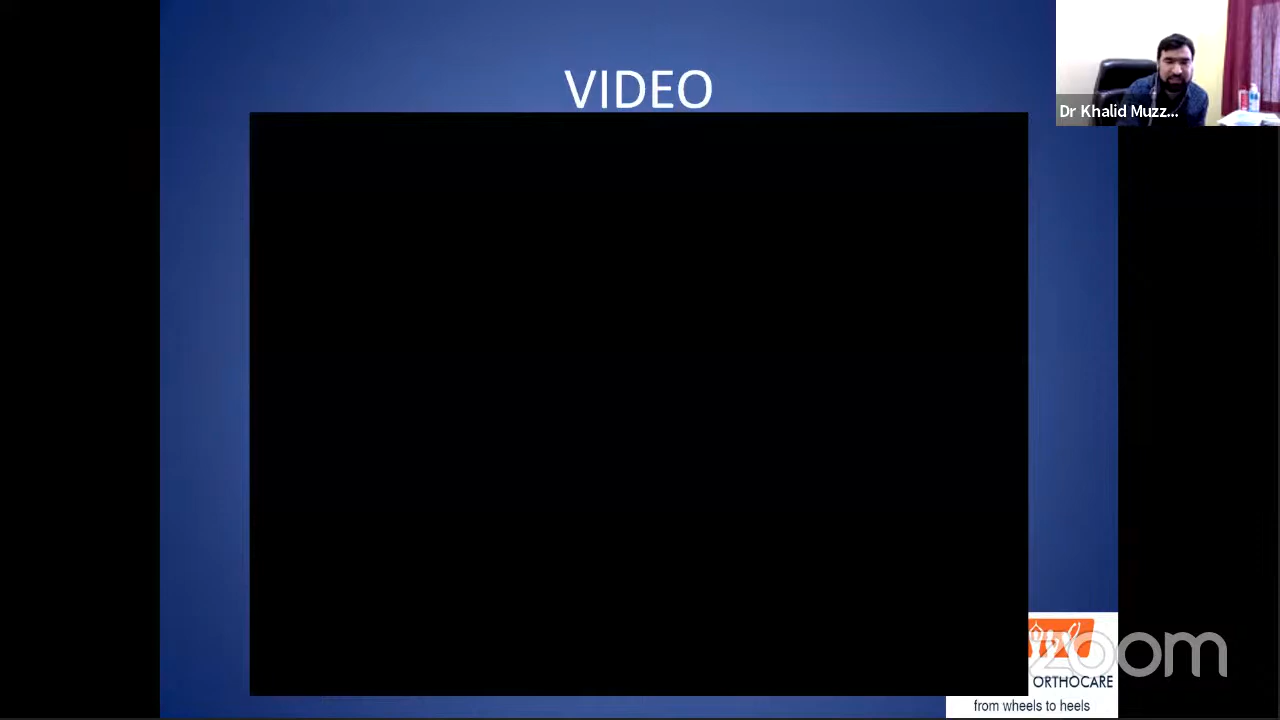 VIDEO
Dr Khalid Muzz...
zoom
ORTHOCARE
from wheels to heels